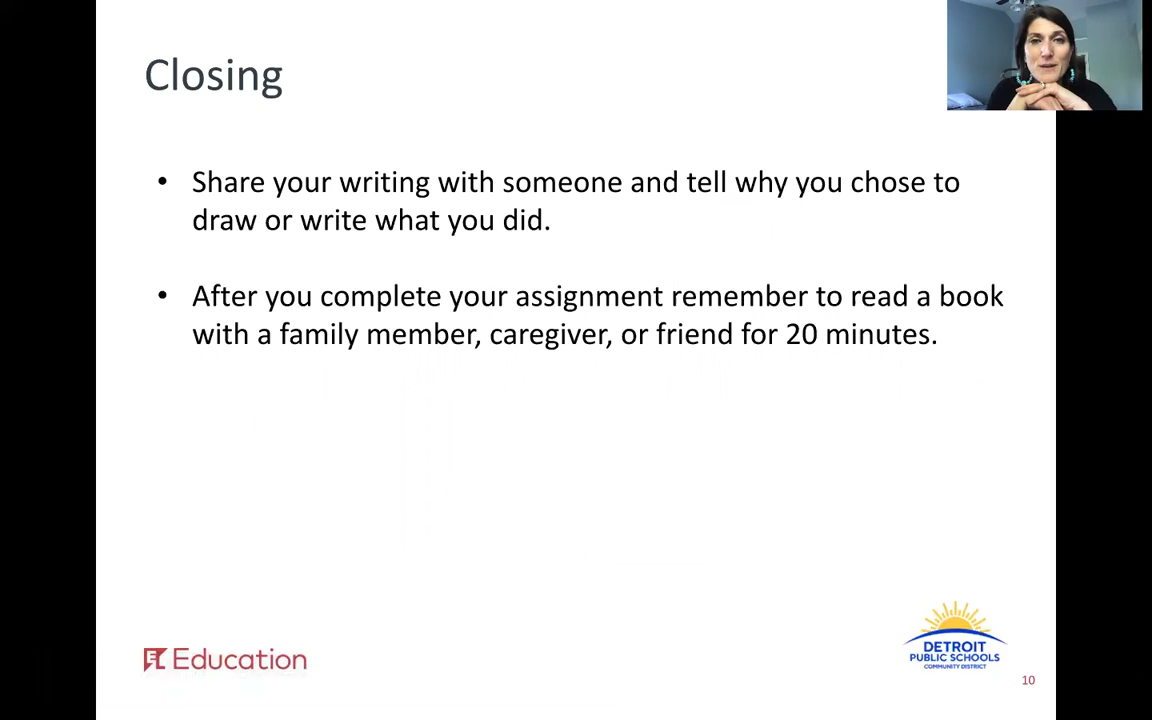 Closing
• Share your writing with someone and tell why you chose to
draw or write what you did.
• After you complete your assignment remember to read a book
with a family member, caregiver, or friend for 20 minutes.
EL Education
DETROIT
PUBLIC SCHOOLS
COMMUNITY DISTRICT
10